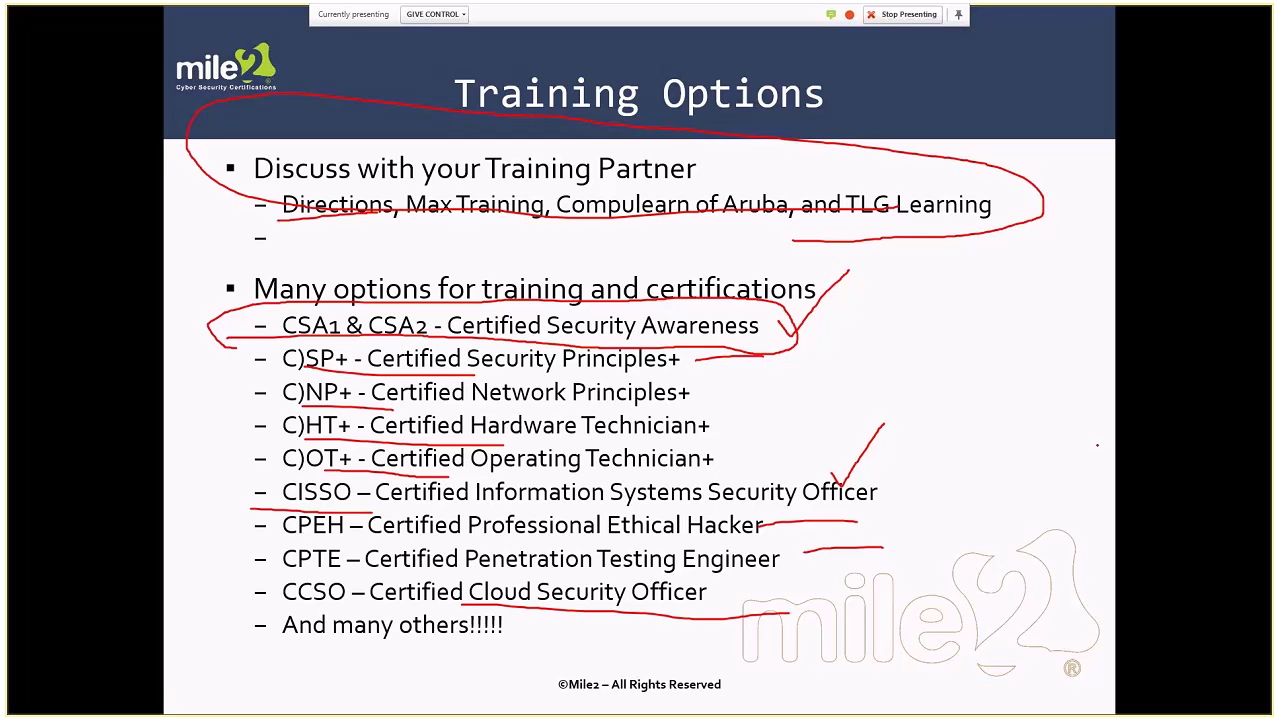 Currently presenting GIVE CONTROL Stop Presenting
mile2
®
Cyber Security Certifications
Training Options
▪ Discuss with your Training Partner
– Directions, Max Training, Compulearn of Aruba, and TLG Learning
–
▪ Many options for training and certifications
– CSA1 & CSA2 - Certified Security Awareness
– C)SP+ - Certified Security Principles+
– C)NP+ - Certified Network Principles+
– C)HT+ - Certified Hardware Technician+
– C)OT+ - Certified Operating Technician+
– CISSO – Certified Information Systems Security Officer
– CPEH – Certified Professional Ethical Hacker
– CPTE – Certified Penetration Testing Engineer
– CCSO – Certified Cloud Security Officer
– And many others!!!!!
mile2
®
©Mile2 – All Rights Reserved